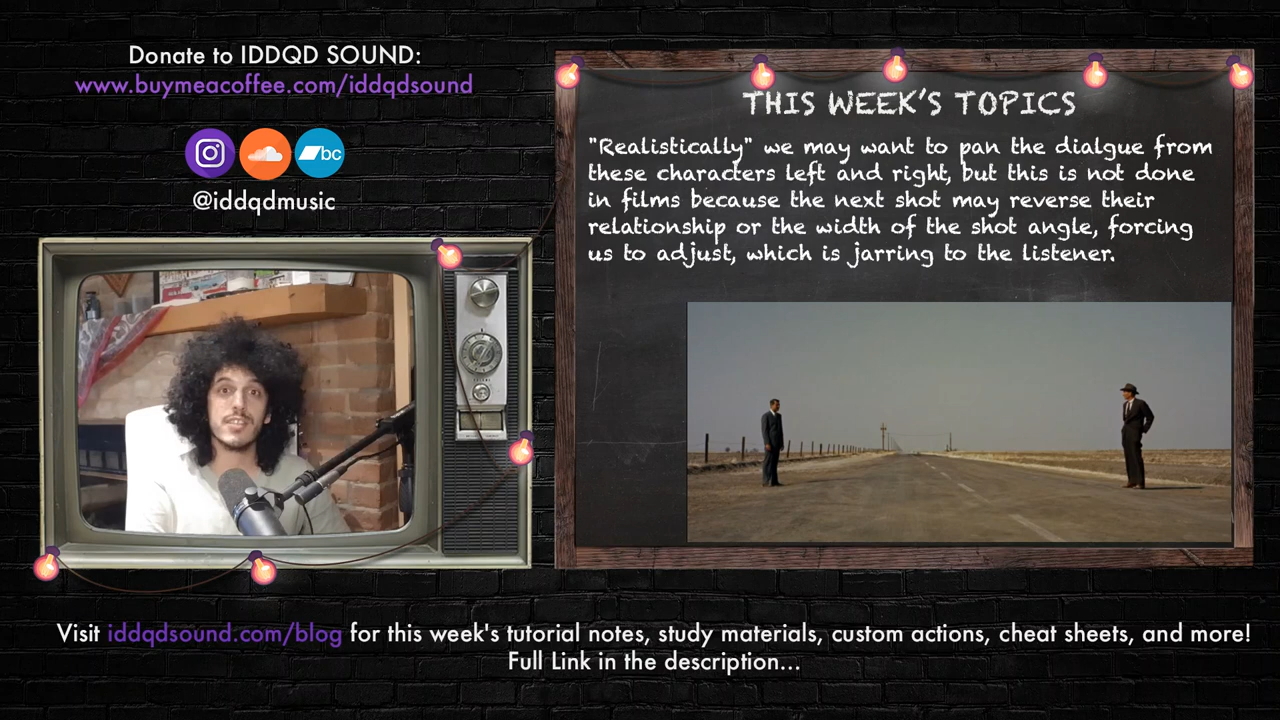 Donate to IDDQD SOUND:
www.buymeacoffee.com/iddqdsound
bc
@iddqdmusic
THIS WEEK'S TOPICS
"Realistically" we may want to pan the dialgue from
these characters left and right, but this is not done
in films because the next shot may reverse their
relationship or the width of the shot angle, forcing
us to adjust, which is jarring to the listener.
Visit iddqdsound.com/blog for this week's tutorial notes, study materials, custom actions, cheat sheets, and more!
Full Link in the description...